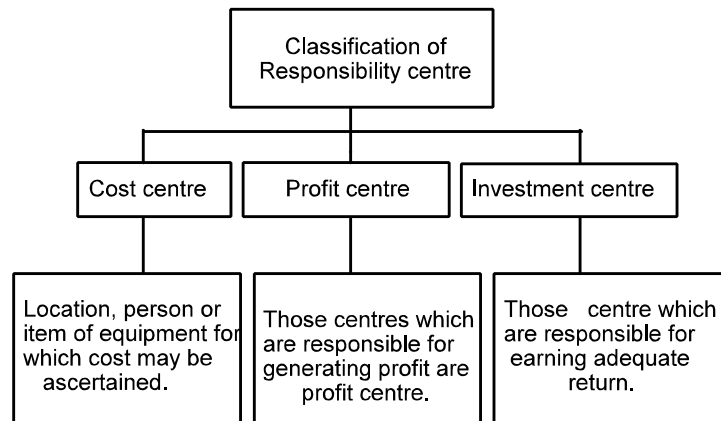 Classification of
Responsibility centre
Cost centre
Profit centre
Investment centre
Location, person or
item of equipment for
which cost may be
ascertained.
Those centres which
are responsible for
generating profit are
profit centre.
Those centre which
are responsible for
earning adequate
return.